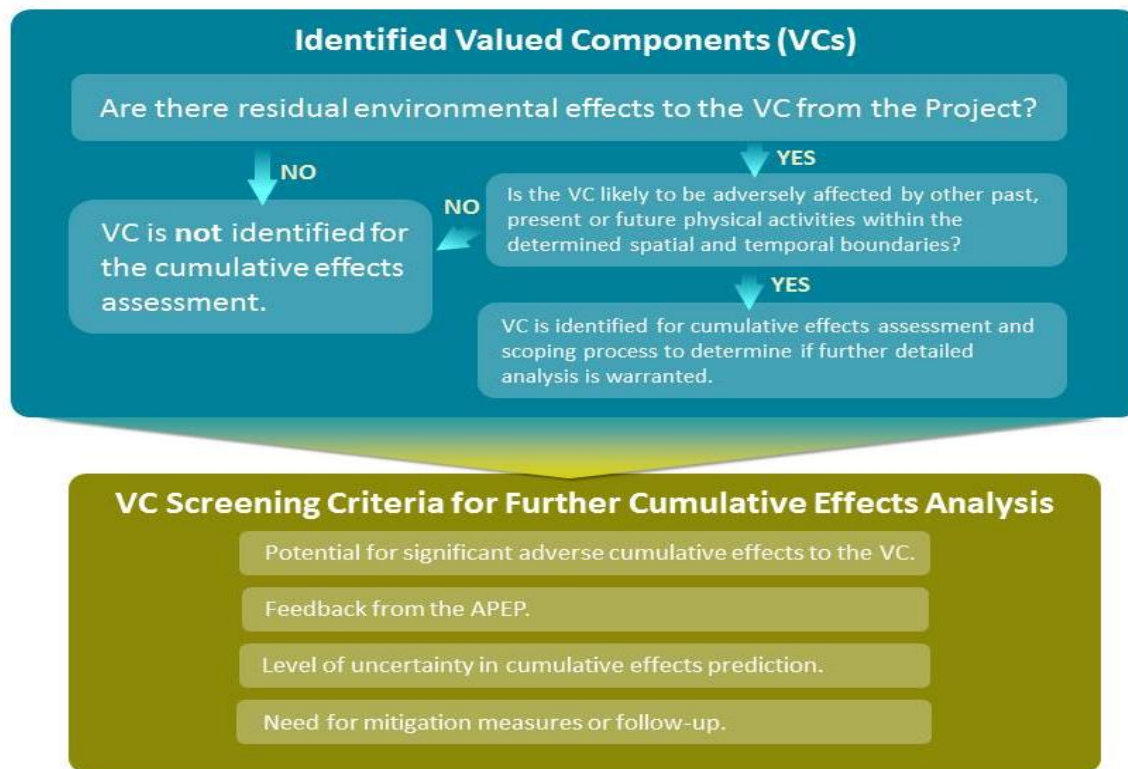 Identified Valued Components (VCs)
Are there residual environmental effects to the VC from the Project?
NO
YES
VC is not identified for
the cumulative effects
assessment.
NO
Is the VC likely to be adversely affected by other past,
present or future physical activities within the
determined spatial and temporal boundaries?
YES
VC is identified for cumulative effects assessment and
scoping process to determine if further detailed
analysis is warranted.
VC Screening Criteria for Further Cumulative Effects Analysis
Potential for significant adverse cumulative effects to the VC.
Feedback from the APEP.
Level of uncertainty in cumulative effects prediction.
Need for mitigation measures or follow-up.